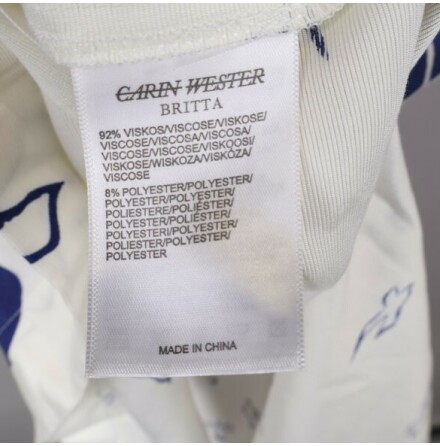 CARIN WESTER
BRITTA
92% VISKOS/VISCOSE/VISKOSE/
VISCOSE/VISCOSA/VISCOSA/
VISCOSE/VISCOSE/VISKOOSI/
VISKOSE/WISKOZA/VISKÓZA/
VISCOSE
8% POLYESTER/POLYESTER/
POLYESTER/POLYESTER/
POLIESTERE/POLIÉSTER/
POLYESTER/POLYESTER/
POLYESTERI/POLYESTER/
POLIESTER/POLYESTER/
POLYESTER
MADE IN CHINA